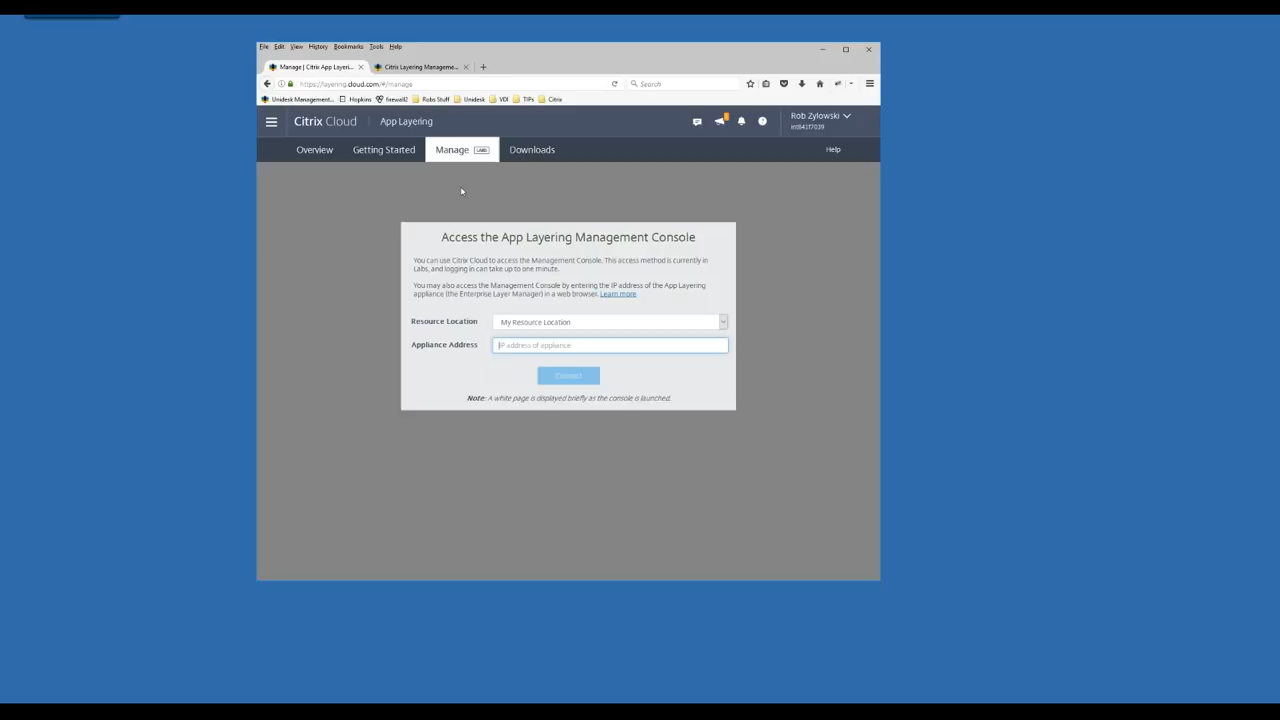 File Edit View History Bookmarks Tools Help
Manage | Citrix App Layeri...
Citrix Layering Manageme...
https://layering.cloud.com/#/manage
Search
Unidesk Management... Hopkins firewall2 Robs Stuff Unidesk VDI TIPs Citrix
Citrix Cloud App Layering
Rob Zylowski
Overview Getting Started Manage LABS Downloads Help
Access the App Layering Management Console
You can use Citrix Cloud to access the Management Console. This access method is currently in
Labs, and logging in can take up to one minute.
You may also access the Management Console by entering the IP address of the App Layering
appliance (the Enterprise Layer Manager) in a web browser. Learn more
Resource Location My Resource Location
Appliance Address IP address of appliance
Connect
Note: A white page is displayed briefly as the console is launched.